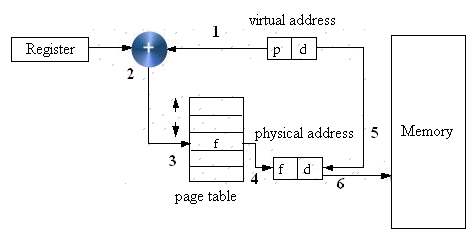 virtual address
1
Register
+
p d
2
5
physical address
Memory
f
3
4
f d
6
page table